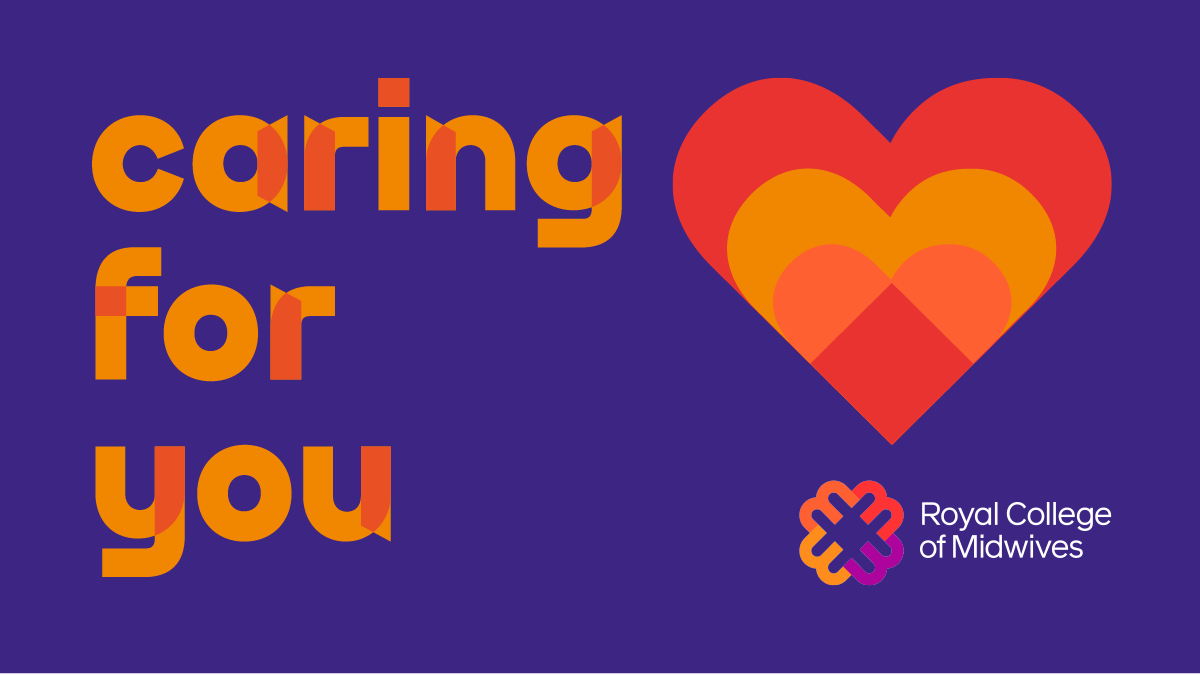 caring
for
you
Royal College
of Midwives